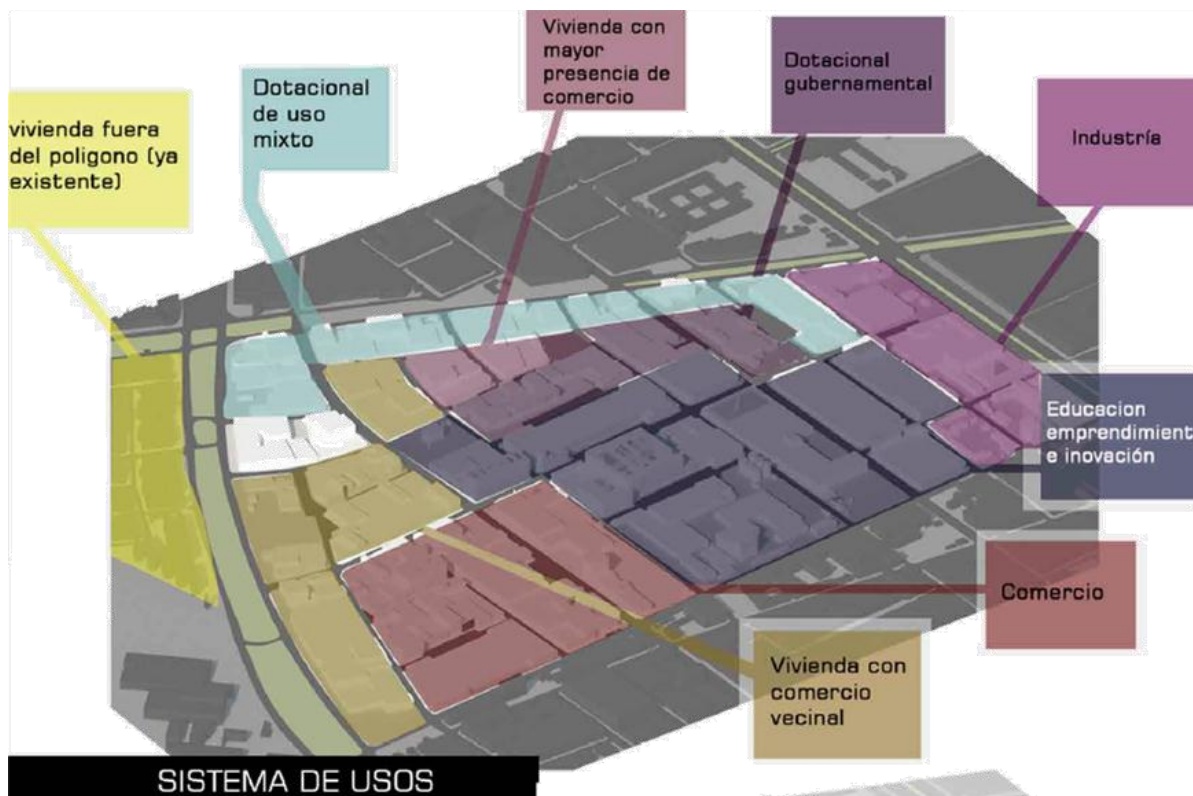 vivienda fuera
del poligono (ya
existente)
Dotacional
de uso
mixto
Vivienda con
mayor
presencia de
comercio
Dotacional
gubernamental
Industría
Educacion
emprendimient
e inovación
Comercio
Vivienda con
comercio
vecinal
SISTEMA DE USOS